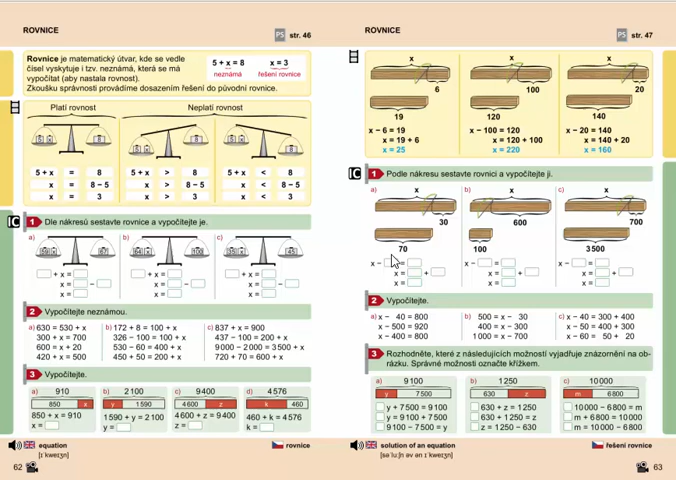 ROVNICE
PS str. 46
Rovnice je matematický útvar, kde se vedle
čísel vyskytuje i tzv. neznámá, která se má
vypočítat (aby nastala rovnost).
Zkoušku správnosti provádíme dosazením řešení do původní rovnice.
5 + x = 8
neznámá
x = 3
řešení rovnice
Platí rovnost
Neplatí rovnost
5 + x = 8
x = 8 – 5
x = 3
5 + x > 8
x > 8 – 5
x > 3
5 + x < 8
x < 8 – 5
x < 3
1 Dle nákresů sestavte rovnice a vypočítejte je.
a)
+ x =
x = –
x =
b)
100
+ x =
x = –
x =
c)
+ x =
x = –
x =
2 Vypočítejte neznámou.
a) 630 = 530 + x
300 + x = 700
600 = x + 20
420 + x = 500
b) 172 + 8 = 100 + x
326 – 100 = 100 + x
530 – 60 = 400 + x
450 + 50 = 200 + x
c) 837 + x = 900
437 – 100 = 200 + x
9 000 – 2 000 = 3 500 + x
720 + 70 = 600 + x
3 Vypočítejte.
a) 910
850 x
850 + x = 910
x =
b) 2 100
y 1 590
1 590 + y = 2 100
y =
c) 9 400
4 600 z
4 600 + z = 9 400
z =
d) 4 576
k 460
460 + k = 4 576
k =
equation
[ɪˈkweɪʒn]
rovnice
62
ROVNICE
PS str. 47
x
6
19
x – 6 = 19
x = 19 + 6
x = 25
x
100
120
x – 100 = 120
x = 120 + 100
x = 220
x
20
140
x – 20 = 140
x = 140 + 20
x = 160
1 Podle nákresu sestavte rovnici a vypočítejte ji.
a) x
30
70
x – =
x = +
x =
b) x
600
100
x – =
x = +
x =
c) x
700
3 500
x – =
x = +
x =
2 Vypočítejte.
a) x – 40 = 800
x – 500 = 920
x – 400 = 800
b) 500 = x – 30
400 = x – 300
1000 = x – 700
c) x – 40 = 300 + 400
x – 50 = 400 + 300
x – 60 = 50 + 20
3 Rozhodněte, které z následujících možností vyjadřuje znázornění na ob-
rázku. Správné možnosti označte křížkem.
a) 9 100
y 7 500
y + 7 500 = 9 100
y = 9 100 + 7 500
9 100 – 7 500 = y
b) 1 250
630 z
630 + z = 1 250
630 + 1 250 = z
z = 1 250 – 630
c) 10 000
m 6 800
10 000 – 6 800 = m
m + 6 800 = 10 000
m = 10 000 – 6 800
solution of an equation
[səˈluːʃn əv ən ɪˈkweɪʒn]
řešení rovnice
63